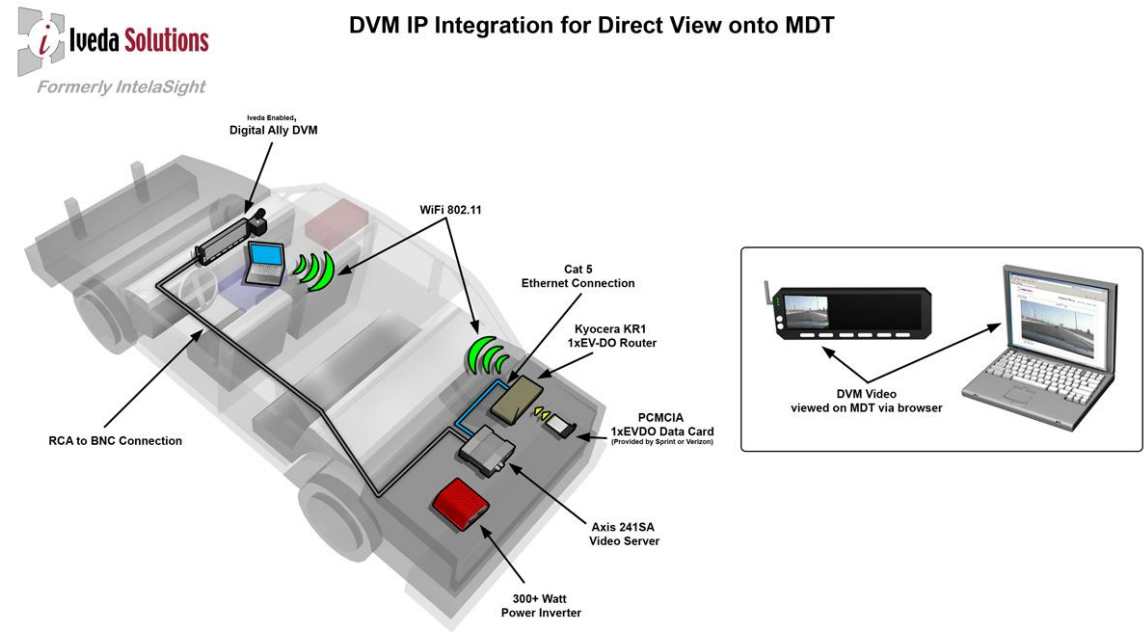 Iveda Solutions
Formerly IntelaSight
DVM IP Integration for Direct View onto MDT
Iveda Enabled,
Digital Ally DVM
WiFi 802.11
Cat 5
Ethernet Connection
Kyocera KR1
1xEV-DO Router
PCMCIA
1xEVDO Data Card
(Provided by Sprint or Verizon)
RCA to BNC Connection
Axis 241SA
Video Server
300+ Watt
Power Inverter
DVM Video
viewed on MDT via browser